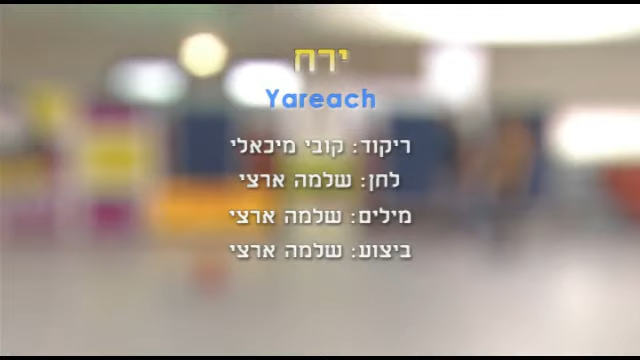 ירח
Yareach
ריקוד: קובי מיכאלי
לחן: שלמה ארצי
מילים: שלמה ארצי
ביצוע: שלמה ארצי